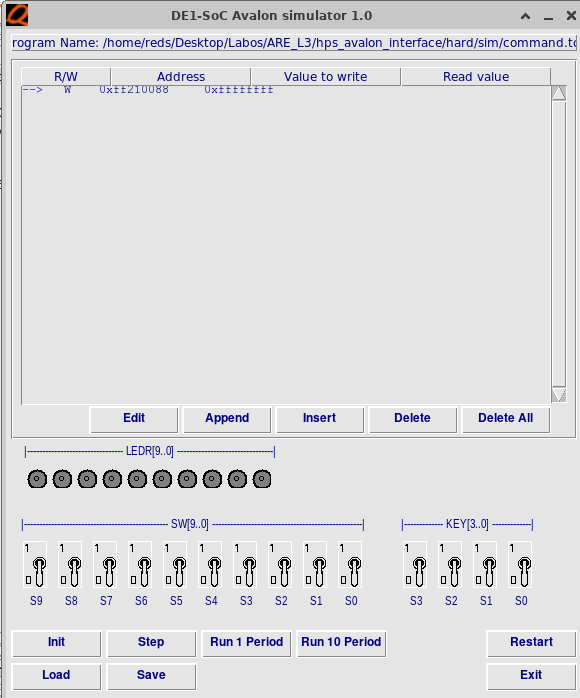 DE1-SoC Avalon simulator 1.0
rogram Name: /home/reds/Desktop/Labos/ARE_L3/hps_avalon_interface/hard/sim/command.tc
R/W Address Value to write Read value
--> W 0xff210088 0xffffffff
Edit Append Insert Delete Delete All
|------------------------------ LEDR[9..0] ------------------------------|
|--------------------------------------------- SW[9..0] ---------------------------------------------| |------------ KEY[3..0] ------------|
1 1 1 1 1 1 1 1 1 1 1 1 1 1
0 0 0 0 0 0 0 0 0 0 0 0 0 0
S9 S8 S7 S6 S5 S4 S3 S2 S1 S0 S3 S2 S1 S0
Init Step Run 1 Period Run 10 Period Restart
Load Save Exit